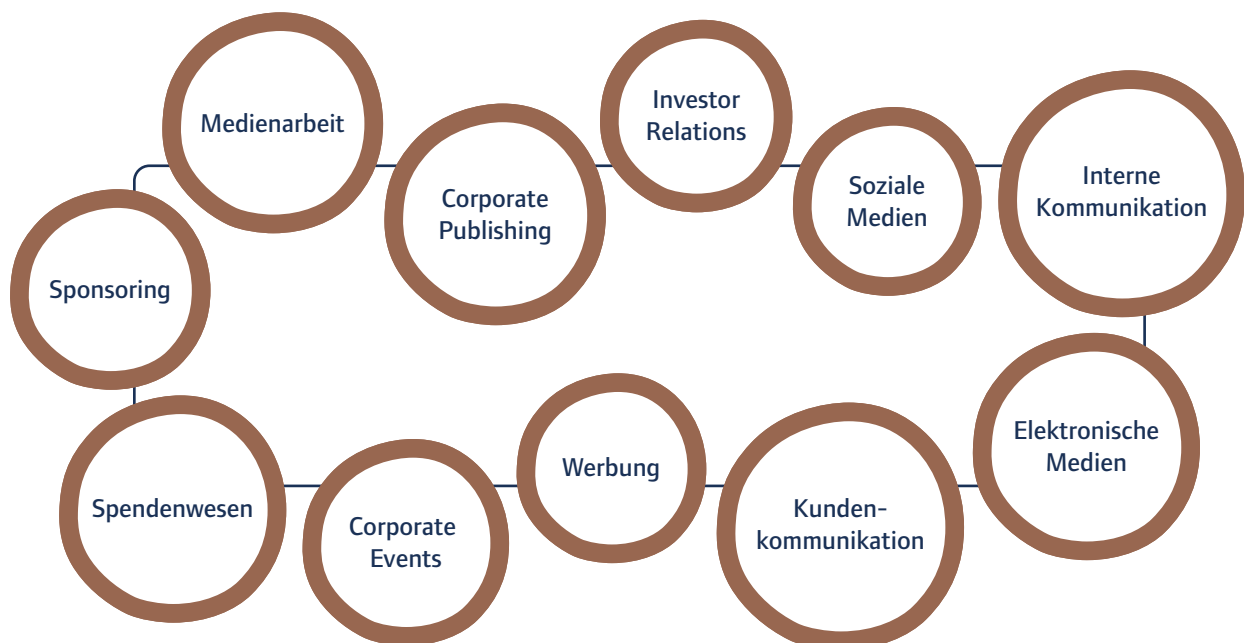 Medienarbeit
Corporate
Publishing
Investor
Relations
Soziale
Medien
Interne
Kommunikation
Sponsoring
Spendenwesen
Corporate
Events
Werbung
Kunden-
kommunikation
Elektronische
Medien